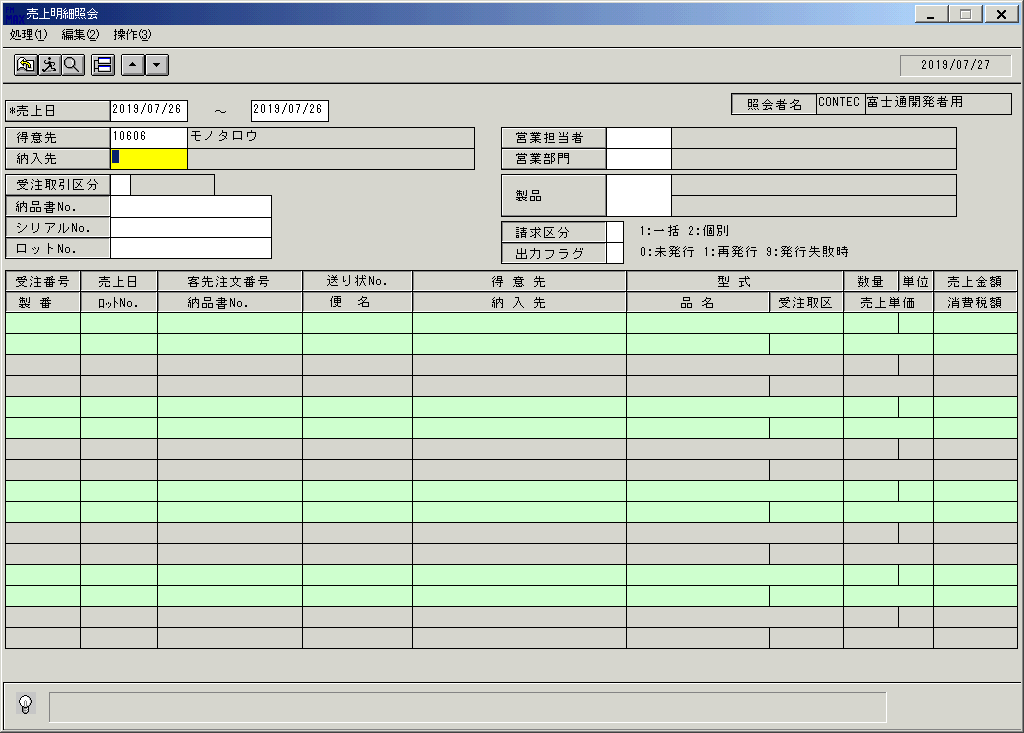 売上明細照会
処理(1) 編集(2) 操作(3)
2019/07/27
*売上日 2019/07/26 ～ 2019/07/26
照会者名 CONTEC 富士通開発者用
得意先 10606 モノタロウ
営業担当者
納入先
営業部門
受注取引区分
製品
納品書No.
シリアルNo.
請求区分 1:一括 2:個別
ロットNo.
出力フラグ 0:未発行 1:再発行 9:発行失敗時
受注番号 売上日 客先注文番号 送り状No. 得 意 先 型 式 数量 単位 売上金額
製 番 ﾛｯﾄNo. 納品書No. 便 名 納 入 先 品 名 受注取区 売上単価 消費税額